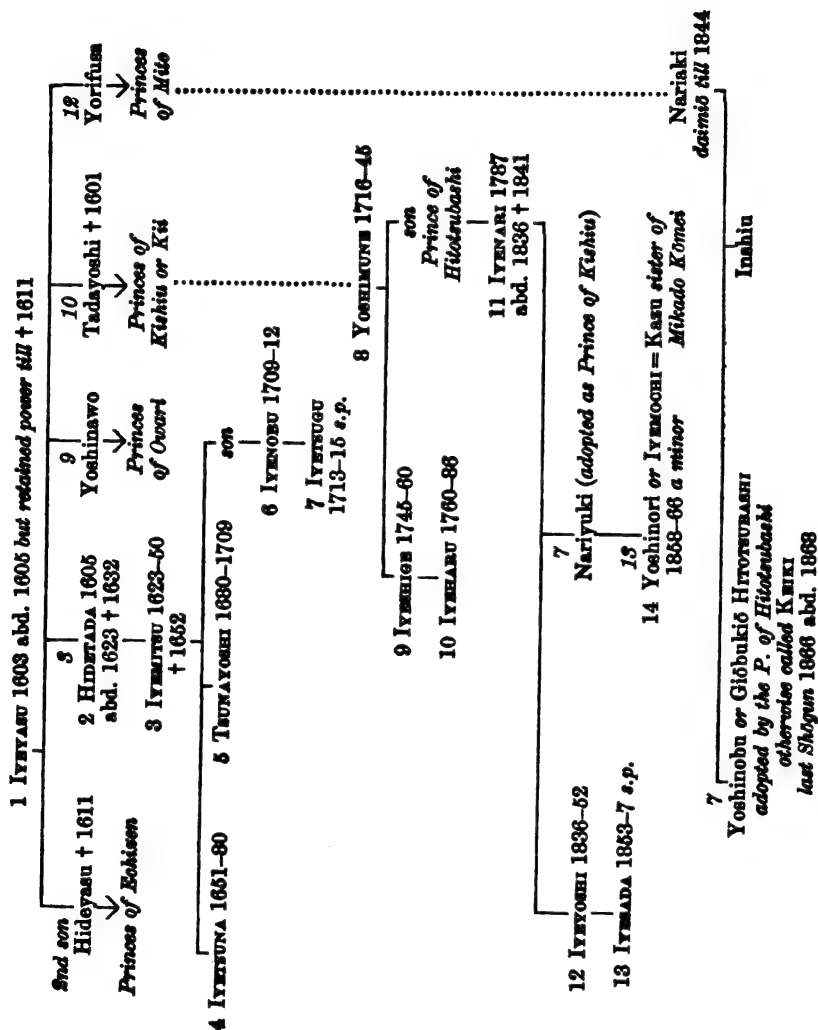 1 IYEYASU 1603 abd. 1605 but retained power till † 1611
2nd son
Hideyasu † 1611
Princes of Echizen
3
2 HIDETADA 1605
abd. 1623 † 1632
9
Yoshinawo
Princes
of Owari
10
Tadayoshi † 1601
Princes of
Kishiu or Kii
12
Yorifusa
Princes
of Mito
3 IYEMITSU 1623–50
† 1652
4 IYETSUNA 1651–80
5 TSUNAYOSHI 1680–1709
son
6 IYENOBU 1709–12
7 IYETSUGU
1713–15 s.p.
8 YOSHIMUNE 1716–45
9 IYESHIGE 1745–60
10 IYEHARU 1760–86
son
Prince of
Hitotsubashi
11 IYENARI 1787
abd. 1836 † 1841
12 IYEYOSHI 1836–52
13 IYESADA 1853–7 s.p.
7
Nariyuki (adopted as Prince of Kishiu)
13
14 Yoshinori or IYEMOCHI = Kasu sister of
1858–66 a minor
Mikado Kōmei
Nariaki
daimiō till 1844
7
Yoshinobu or Giōbukiō HITOTSUBASHI
adopted by the P. of Hitotsubashi
otherwise called KEIKI
last Shōgun 1866 abd. 1868
Inshiu